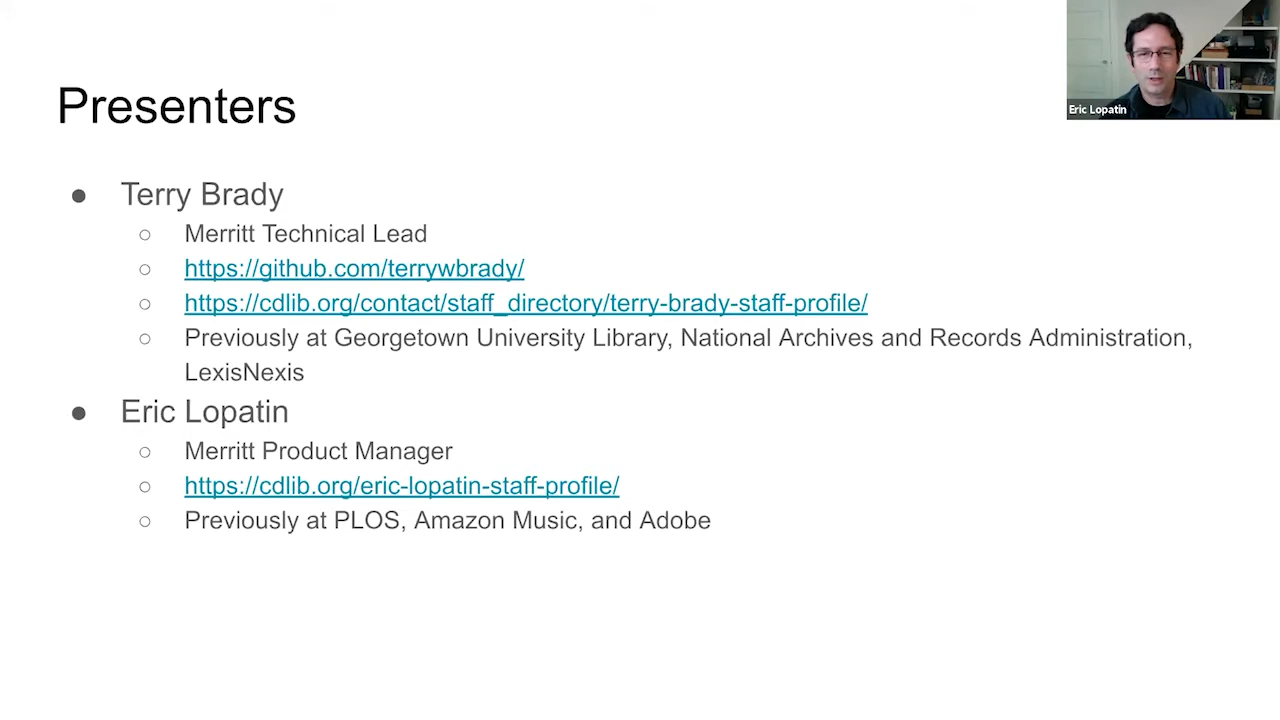 Eric Lopatin
Presenters
● Terry Brady
○ Merritt Technical Lead
○ https://github.com/terrywbrady/
○ https://cdlib.org/contact/staff_directory/terry-brady-staff-profile/
○ Previously at Georgetown University Library, National Archives and Records Administration,
LexisNexis
● Eric Lopatin
○ Merritt Product Manager
○ https://cdlib.org/eric-lopatin-staff-profile/
○ Previously at PLOS, Amazon Music, and Adobe